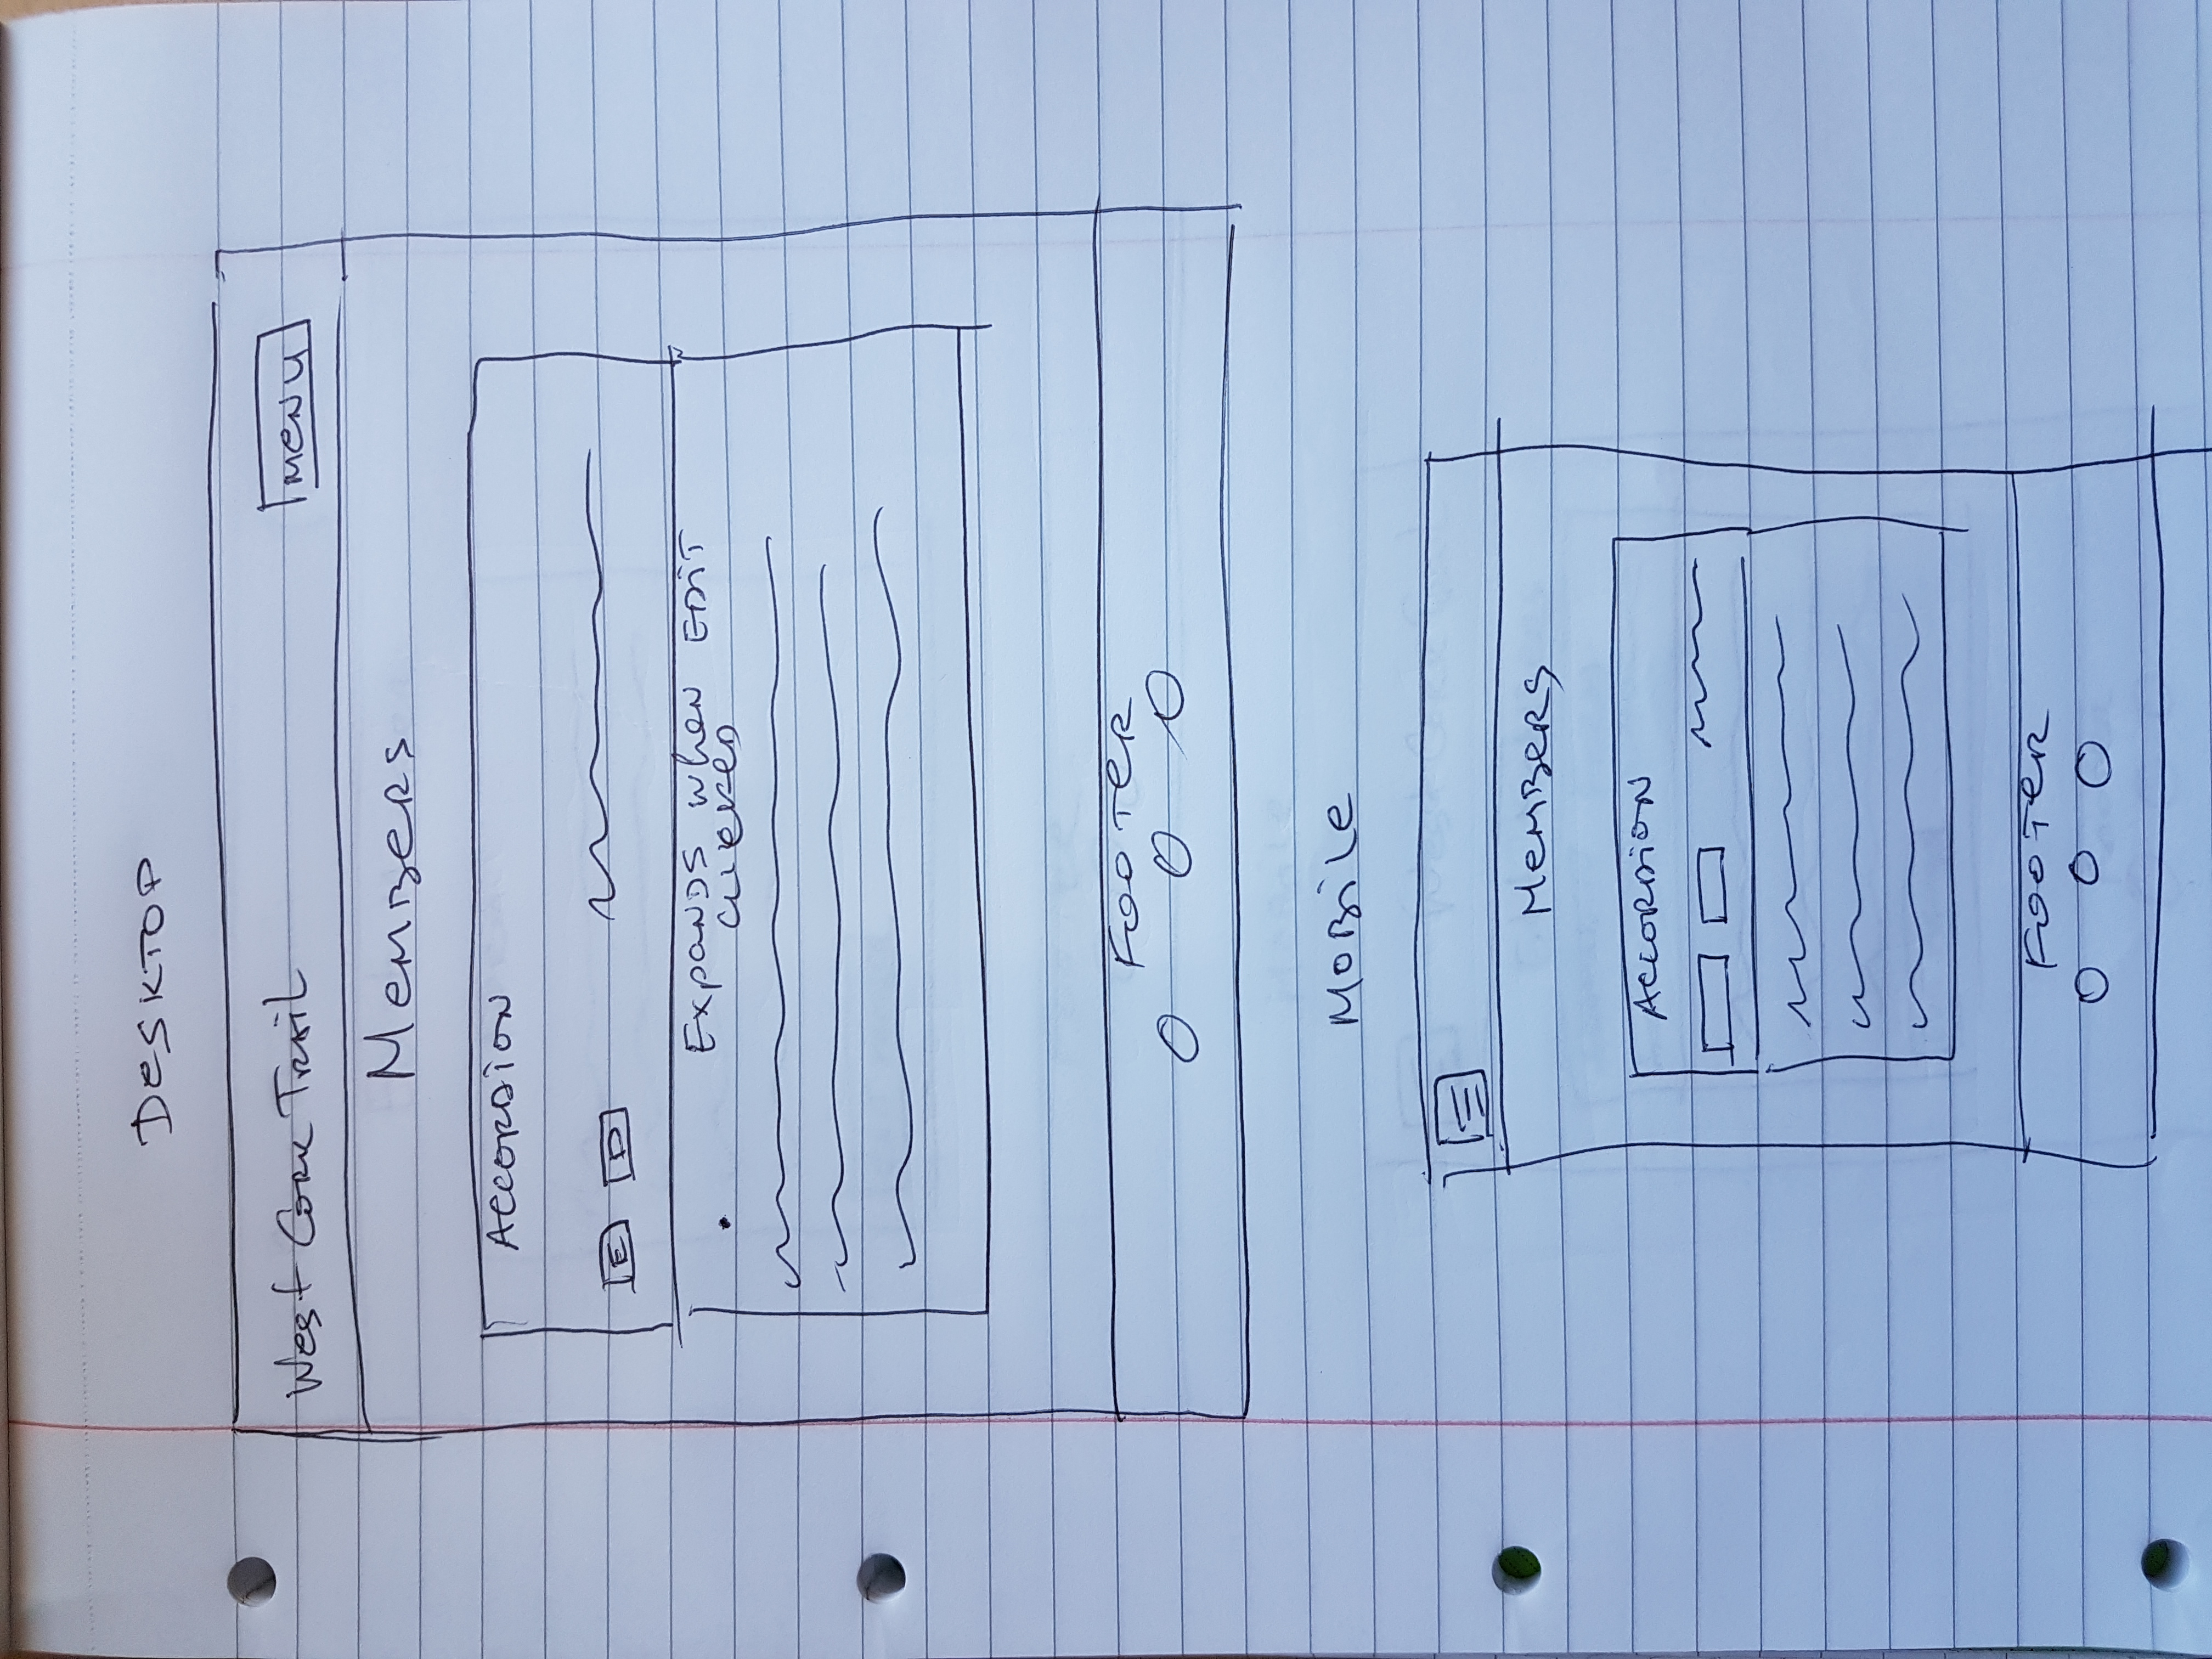 DESKTOP
West Cork Trail
MENU
MEMBERS
ACCORDION
E D
EXPANDS WHEN EDIT
CLICKED
FOOTER
MOBILE
MEMBERS
ACCORDION
FOOTER